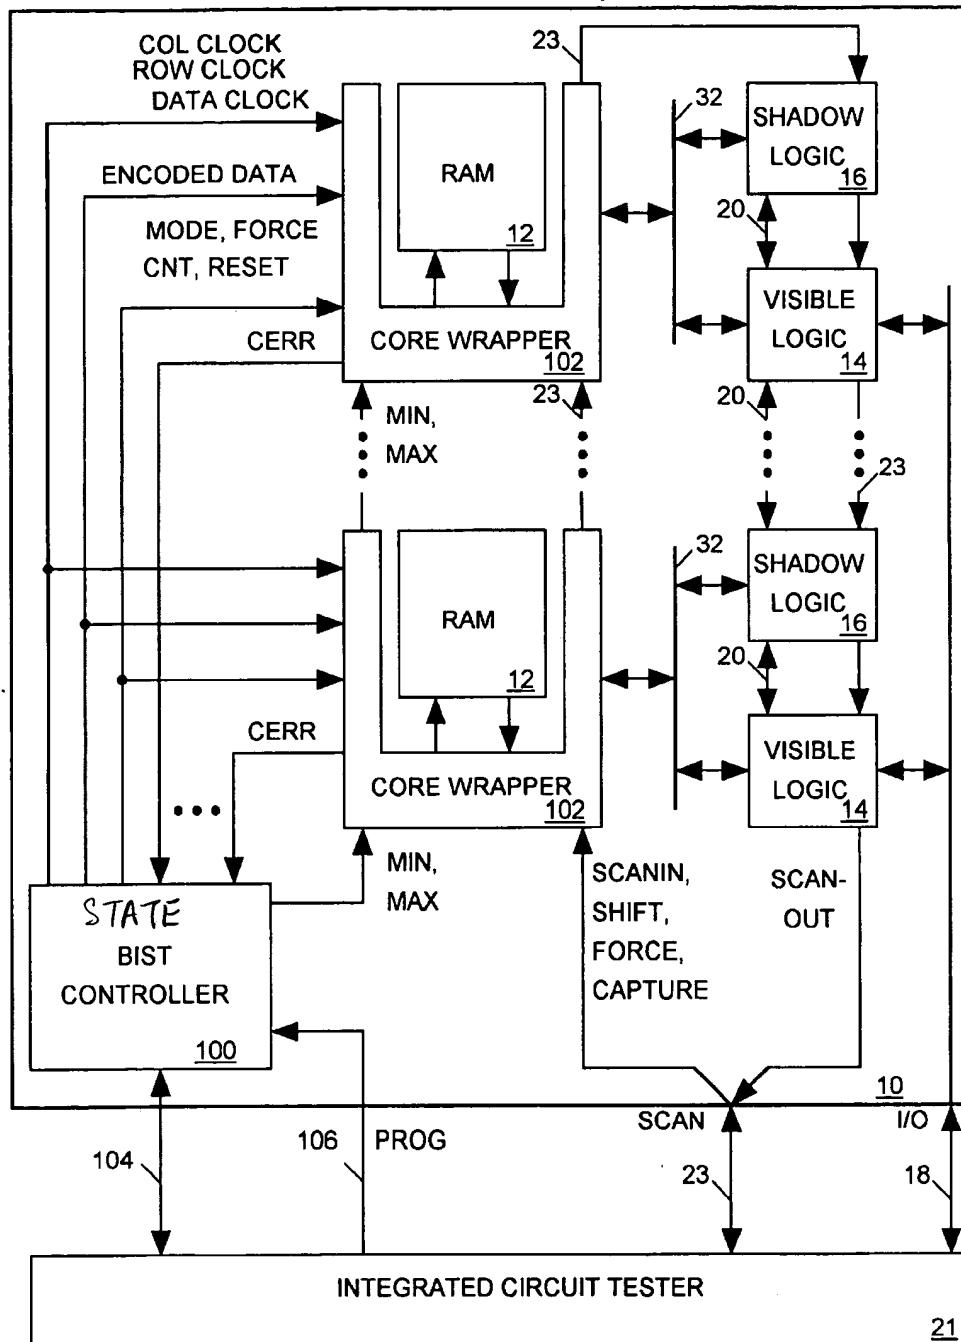 COL CLOCK
ROW CLOCK
DATA CLOCK
23
32
SHADOW
LOGIC
16
RAM
12
ENCODED DATA
MODE, FORCE
CNT, RESET
20
VISIBLE
LOGIC
14
CERR
CORE WRAPPER
102
MIN,
MAX
23
20
23
32
SHADOW
LOGIC
16
RAM
12
20
CERR
VISIBLE
LOGIC
14
CORE WRAPPER
102
MIN,
MAX
SCANIN,
SHIFT,
FORCE,
CAPTURE
SCAN-
OUT
STATE
BIST
CONTROLLER
100
10
104
106
PROG
SCAN
23
I/O
18
INTEGRATED CIRCUIT TESTER
21